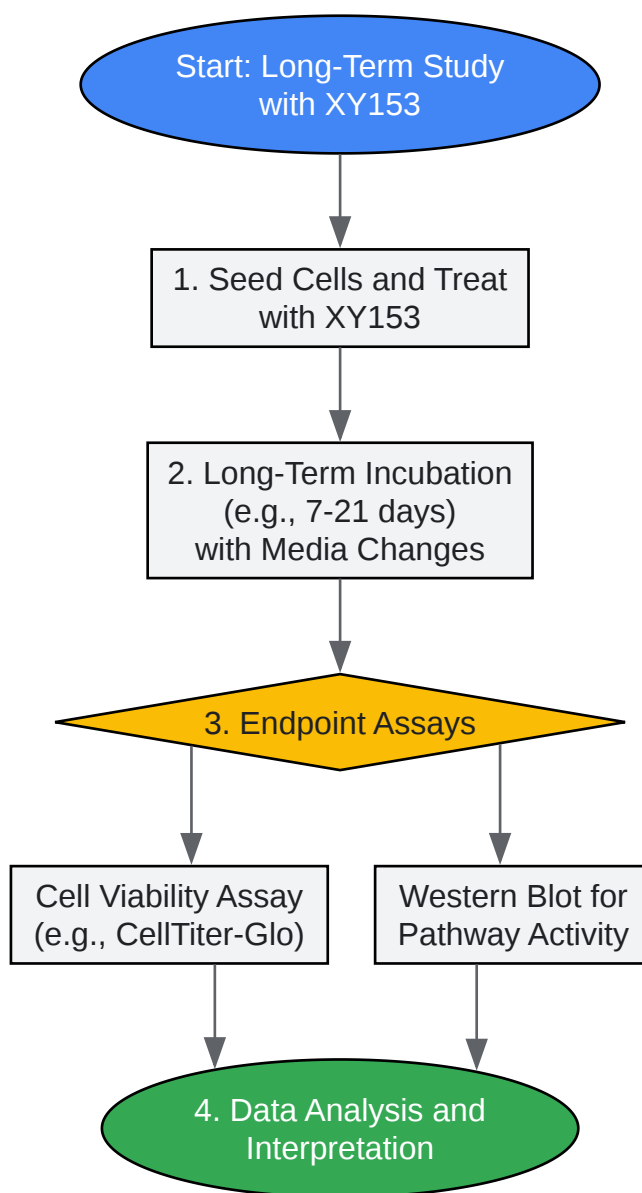 Start: Long-Term Study
with XY153
1. Seed Cells and Treat
with XY153
2. Long-Term Incubation
(e.g., 7-21 days)
with Media Changes
3. Endpoint Assays
Cell Viability Assay
(e.g., CellTiter-Glo)
Western Blot for
Pathway Activity
4. Data Analysis and
Interpretation